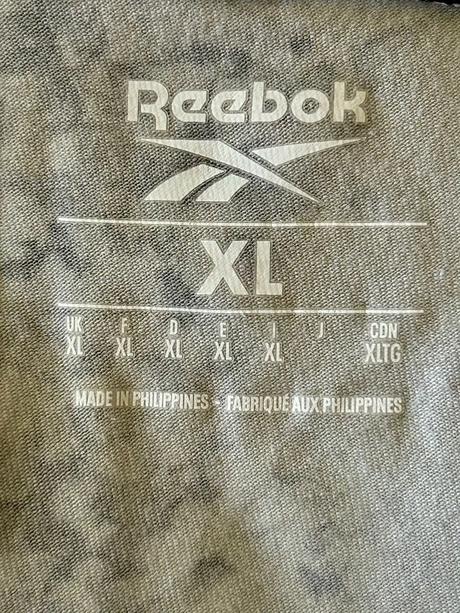 Reebok
XL
UK F D E I J CDN
XL XL XL XL XL XLTG
MADE IN PHILIPPINES - FABRIQUÉ AUX PHILIPPINES